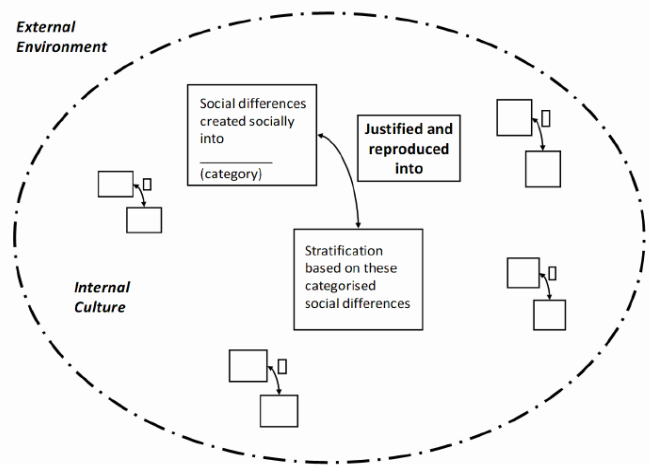 External
Environment
Social differences
created socially
into
_________
(category)
Justified and
reproduced
into
Stratification
based on these
categorised
social differences
Internal
Culture